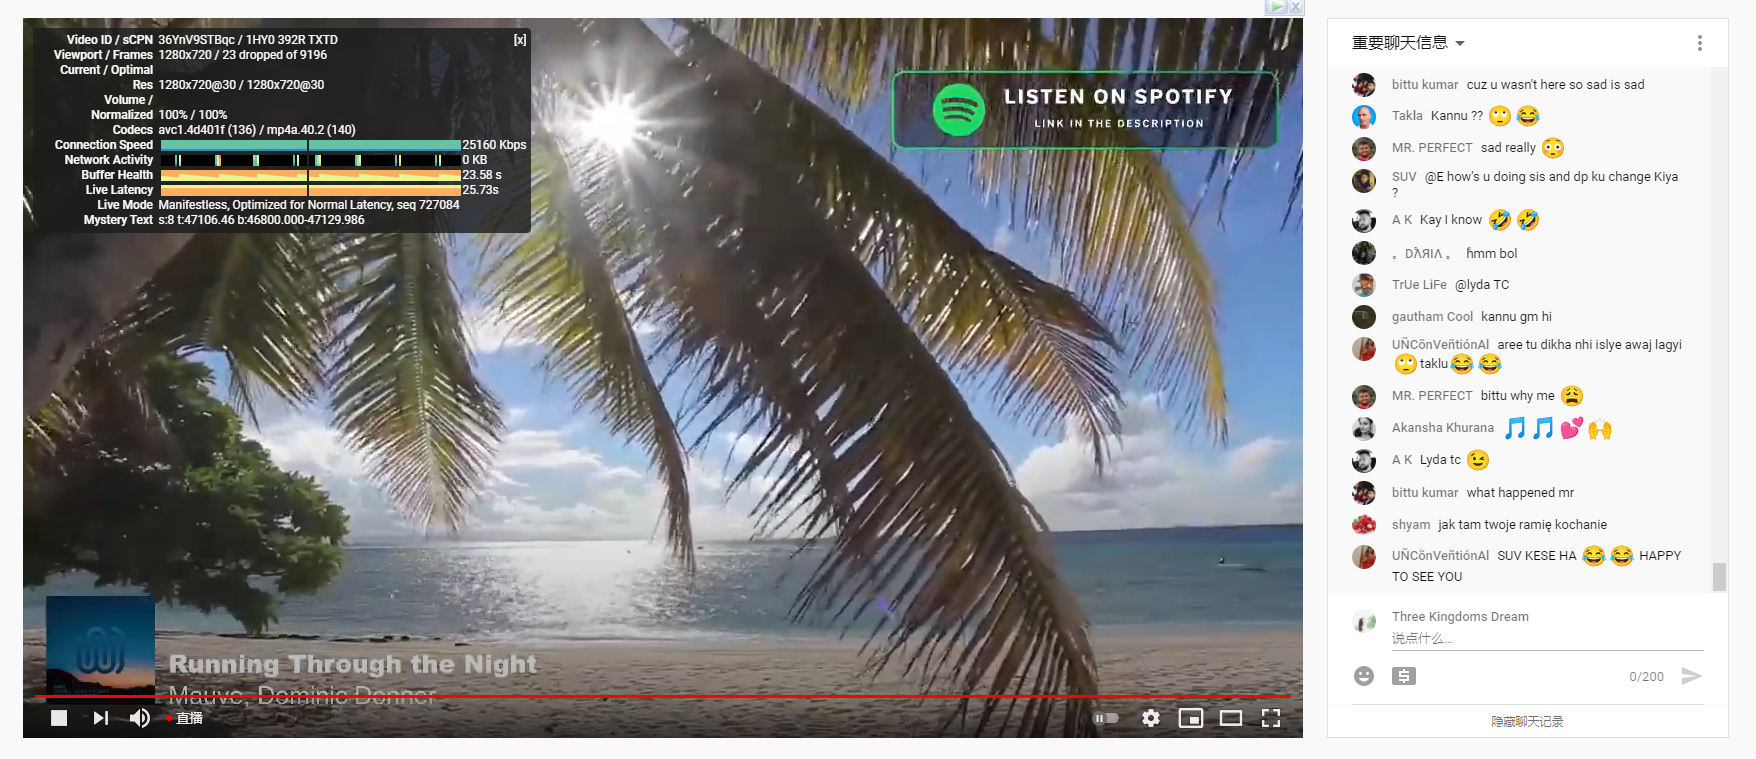 Video ID / sCPN 36YnV9STBqc / 1HY0 392R TXTD [x]
Viewport / Frames 1280x720 / 23 dropped of 9196
Current / Optimal
Res 1280x720@30 / 1280x720@30
Volume /
Normalized 100% / 100%
Codecs avc1.4d401f (136) / mp4a.40.2 (140)
Connection Speed 25160 Kbps
Network Activity 0 KB
Buffer Health 23.58 s
Live Latency 25.73s
Live Mode Manifestless, Optimized for Normal Latency, seq 727084
Mystery Text s:8 t:47106.46 b:46800.000-47129.986
LISTEN ON SPOTIFY
LINK IN THE DESCRIPTION
Running Through the Night
Mauve, Dominic Donner
直播
重要聊天信息
bittu kumar cuz u wasn't here so sad is sad
Takla Kannu ?? 🙄 😂
MR. PERFECT sad really 😳
SUV @E how's u doing sis and dp ku change Kiya
?
A K Kay I know 🤣 🤣
。DΛЯIΛ 。 hmm bol
TrUe LiFe @lyda TC
gautham Cool kannu gm hi
UÑCõnVeñtiónAl aree tu dikha nhi islye awaj lagyi
🙄 taklu 😂 😂
MR. PERFECT bittu why me 😩
Akansha Khurana 🎵 🎵 💕 🙌
A K Lyda tc 😉
bittu kumar what happened mr
shyam jak tam twoje ramię kochanie
UÑCõnVeñtiónAl SUV KESE HA 😂 😂 HAPPY
TO SEE YOU
Three Kingdoms Dream
说点什么...
0/200
隐藏聊天记录